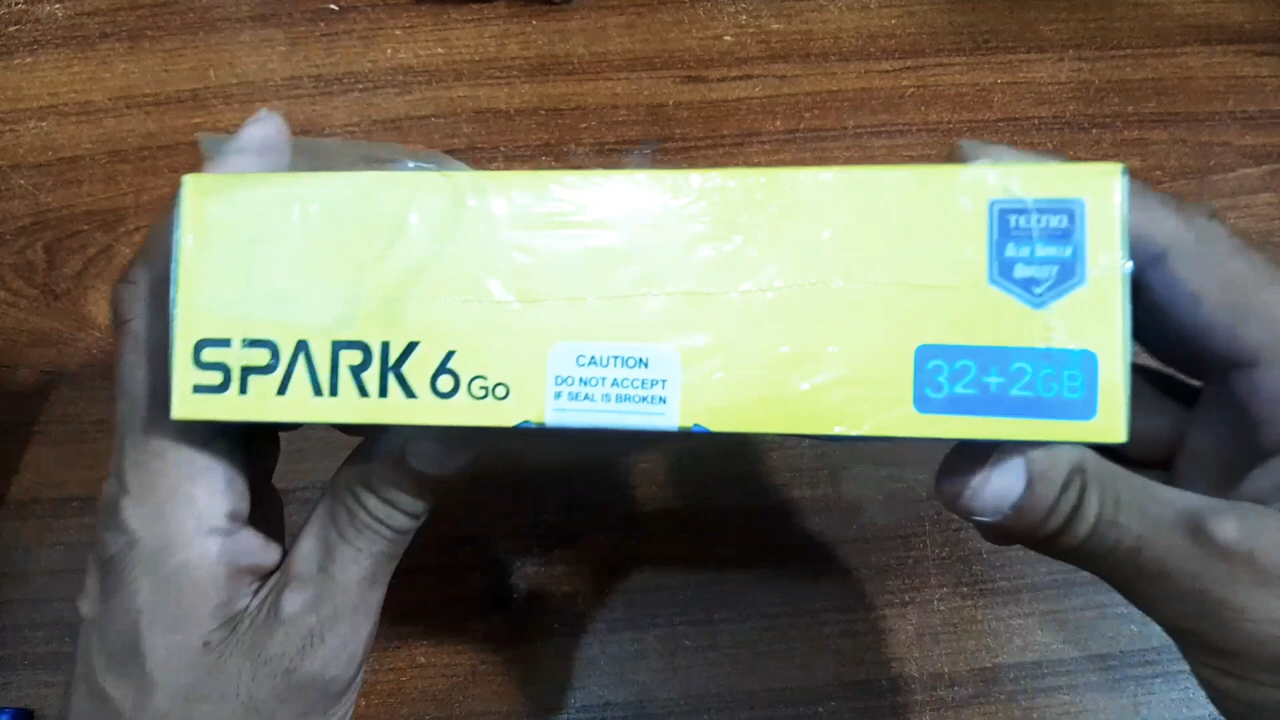 TECNO
SPARK 6 Go
CAUTION
DO NOT ACCEPT
IF SEAL IS BROKEN
32+2GB